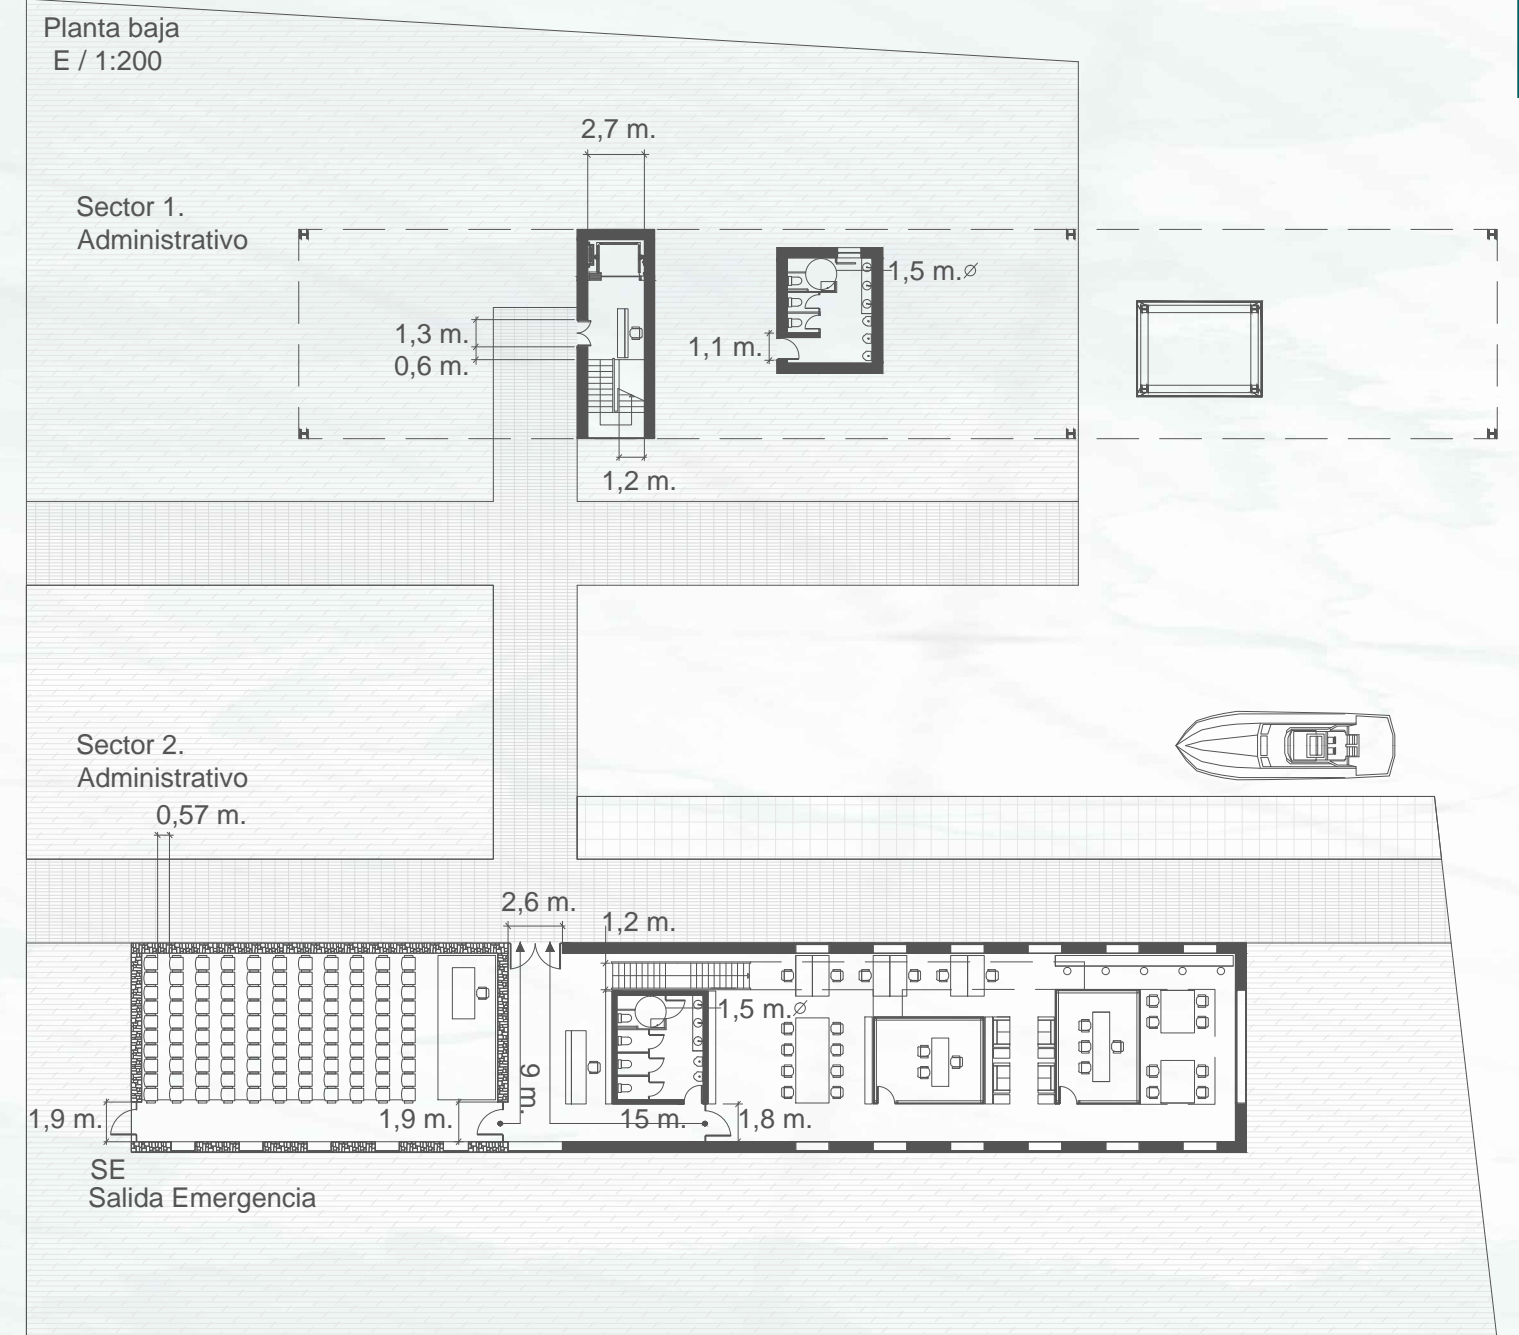 Planta baja
E / 1:200
2,7 m.
Sector 1.
Administrativo
1,5 m.⌀
1,3 m.
1,1 m.
0,6 m.
1,2 m.
Sector 2.
Administrativo
0,57 m.
2,6 m.
1,2 m.
1,5 m.⌀
9 m.
1,9 m.
1,9 m.
15 m.
1,8 m.
SE
Salida Emergencia